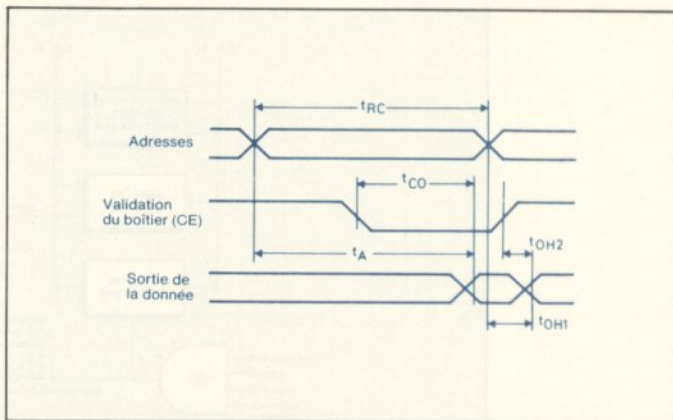 tRC
Adresses
tCO
Validation
du boîtier (CE)
tA
tOH2
Sortie de
la donnée
tOH1